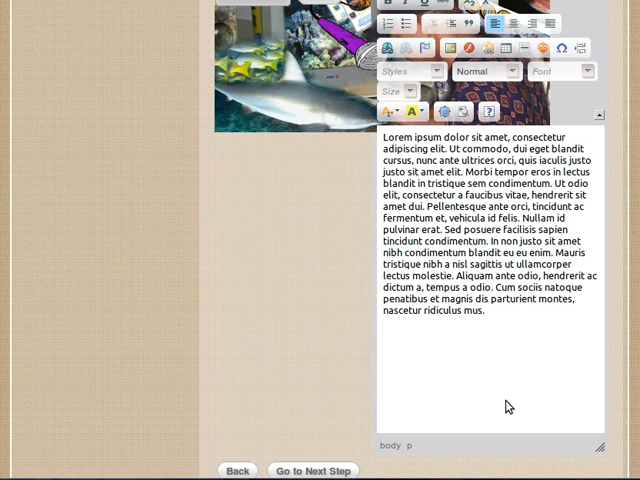 Styles
Normal
Font
Size
Lorem ipsum dolor sit amet, consectetur
adipiscing elit. Ut commodo, dui eget blandit
cursus, nunc ante ultrices orci, quis iaculis justo
justo sit amet elit. Morbi tempor eros in lectus
blandit in tristique sem condimentum. Ut odio
elit, consectetur a faucibus vitae, hendrerit sit
amet dui. Pellentesque ante orci, tincidunt ac
fermentum et, vehicula id felis. Nullam id
pulvinar erat. Sed posuere facilisis sapien
tincidunt condimentum. In non justo sit amet
nibh condimentum blandit eu eu enim. Mauris
tristique nibh a nisl sagittis ut ullamcorper
lectus molestie. Aliquam ante odio, hendrerit ac
dictum a, tempus a odio. Cum sociis natoque
penatibus et magnis dis parturient montes,
nascetur ridiculus mus.
body p
Back Go to Next Step